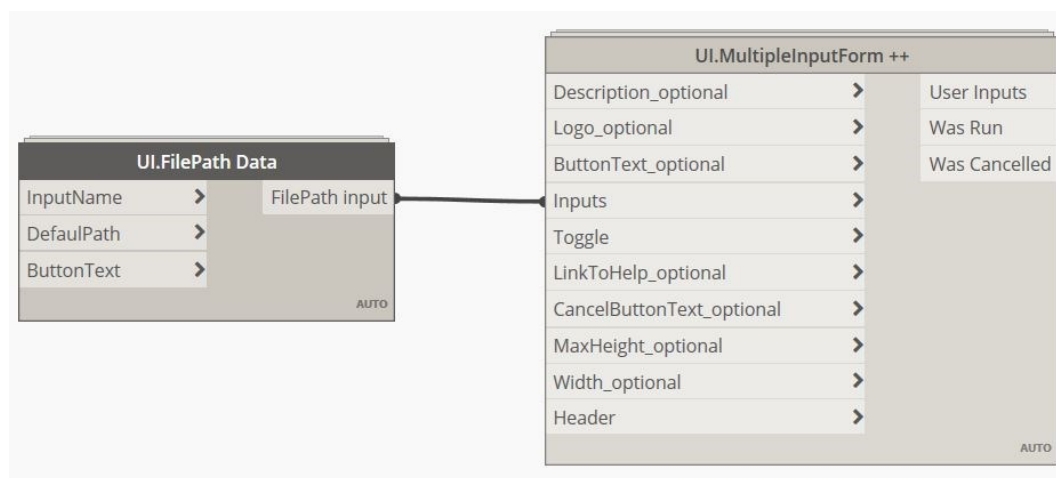 UI.FilePath Data
InputName
FilePath input
DefaulPath
ButtonText
AUTO
UI.MultipleInputForm ++
Description_optional
User Inputs
Logo_optional
Was Run
ButtonText_optional
Was Cancelled
Inputs
Toggle
LinkToHelp_optional
CancelButtonText_optional
MaxHeight_optional
Width_optional
Header
AUTO